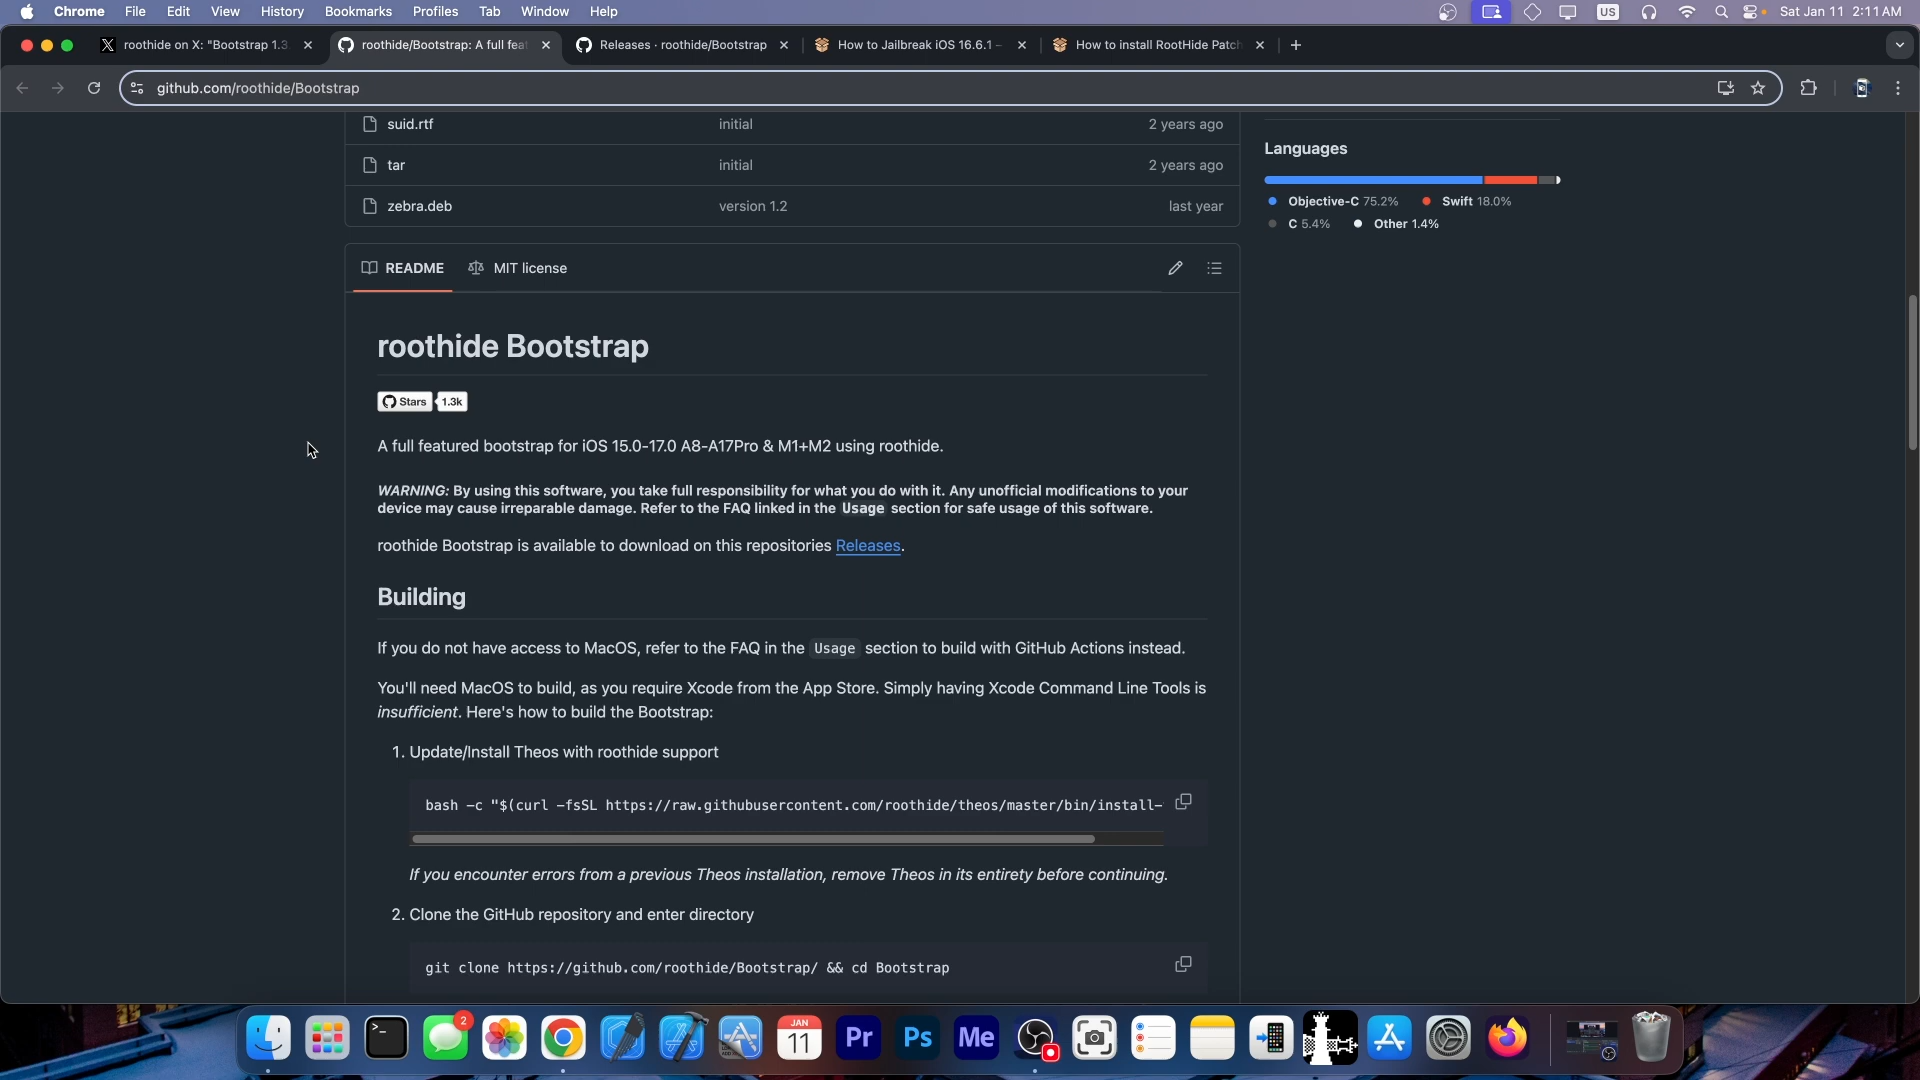 Chrome File Edit View History Bookmarks Profiles Tab Window Help US Sat Jan 11 2:11 AM
roothide on X: "Bootstrap 1.3
roothide/Bootstrap: A full feat
Releases · roothide/Bootstrap
How to Jailbreak iOS 16.6.1 -
How to install RootHide Patch
github.com/roothide/Bootstrap
suid.rtf initial 2 years ago
tar initial 2 years ago
zebra.deb version 1.2 last year
Languages
Objective-C 75.2% Swift 18.0%
C 5.4% Other 1.4%
README MIT license
roothide Bootstrap
Stars 1.3k
A full featured bootstrap for iOS 15.0-17.0 A8-A17Pro & M1+M2 using roothide.
WARNING: By using this software, you take full responsibility for what you do with it. Any unofficial modifications to your
device may cause irreparable damage. Refer to the FAQ linked in the Usage section for safe usage of this software.
roothide Bootstrap is available to download on this repositories Releases.
Building
If you do not have access to MacOS, refer to the FAQ in the Usage section to build with GitHub Actions instead.
You'll need MacOS to build, as you require Xcode from the App Store. Simply having Xcode Command Line Tools is
insufficient. Here's how to build the Bootstrap:
1. Update/Install Theos with roothide support
bash -c "$(curl -fsSL https://raw.githubusercontent.com/roothide/theos/master/bin/install-
If you encounter errors from a previous Theos installation, remove Theos in its entirety before continuing.
2. Clone the GitHub repository and enter directory
git clone https://github.com/roothide/Bootstrap/ && cd Bootstrap
>_
2
JAN
11
Pr
Ps
Me